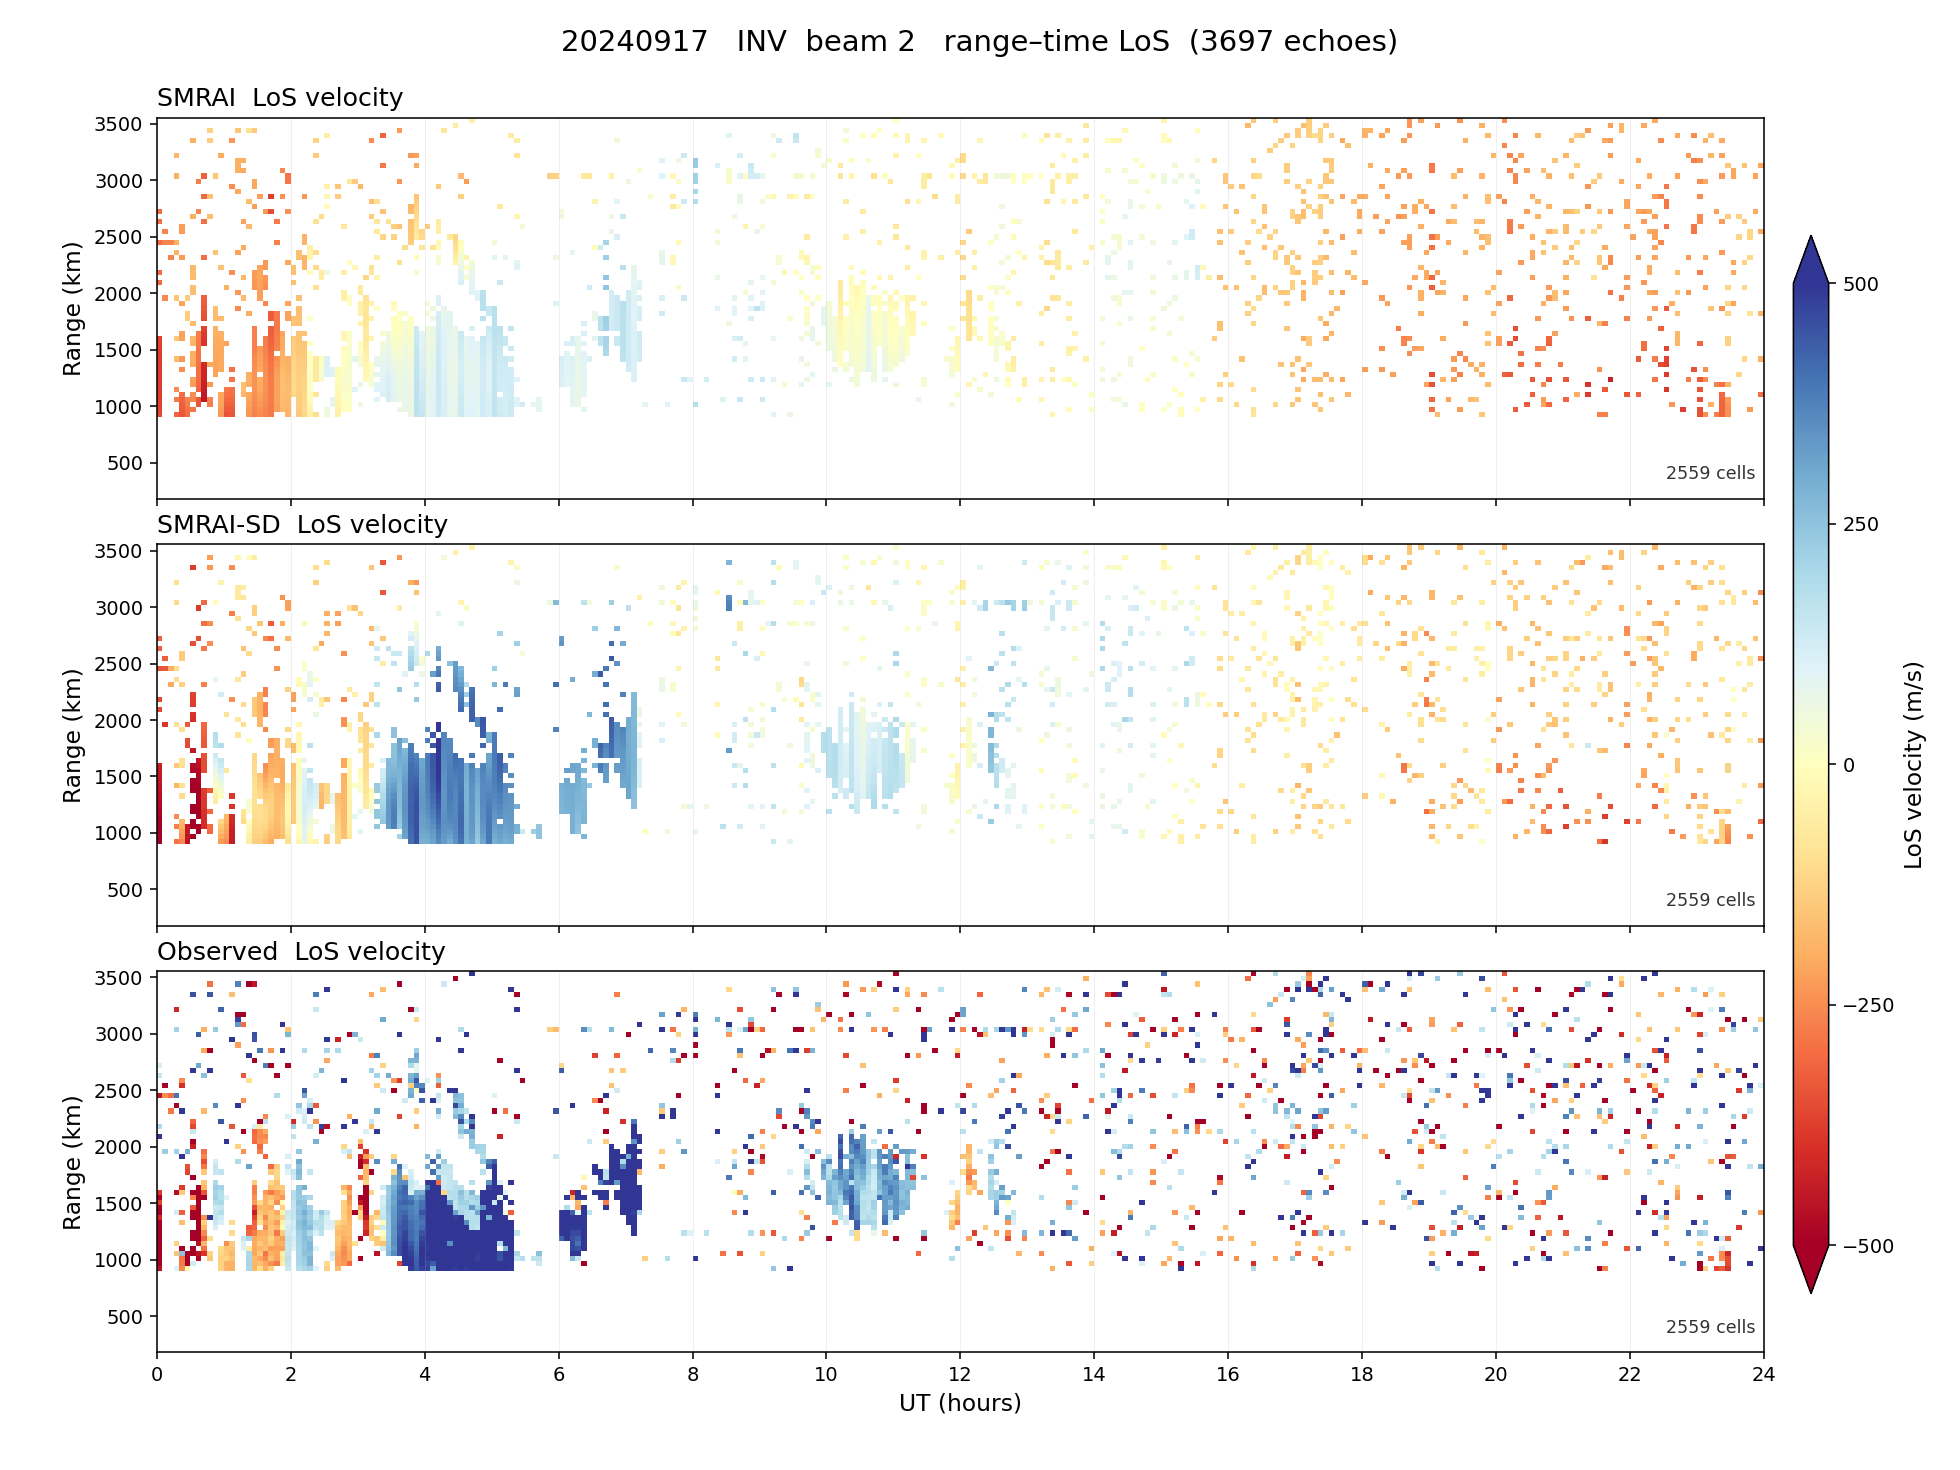 20240917   INV  beam 2   range–time LoS  (3697 echoes)
SMRAI  LoS velocity
3500
3000
2500
2000
1500
1000
500
Range (km)
2559 cells
SMRAI-SD  LoS velocity
3500
3000
2500
2000
1500
1000
500
Range (km)
2559 cells
Observed  LoS velocity
3500
3000
2500
2000
1500
1000
500
Range (km)
2559 cells
0 2 4 6 8 10 12 14 16 18 20 22 24
UT (hours)
500
250
0
−250
−500
LoS velocity (m/s)